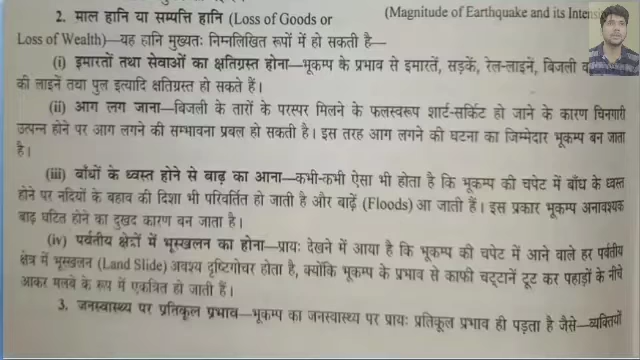 2. माल हानि या सम्पत्ति हानि (Loss of Goods or
(Magnitude of Earthquake and its
Loss of Wealth)—यह हानि मुख्यतः निम्नलिखित रूपों में हो सकती है—
(i) इमारतों तथा सेवाओं का क्षतिग्रस्त होना—भूकम्प के प्रभाव से इमारतें, सड़कें, रेल-लाइनें, बिजली
की लाइनें तथा पुल इत्यादि क्षतिग्रस्त हो सकते हैं।
(ii) आग लग जाना—बिजली के तारों के परस्पर मिलने के फलस्वरूप शार्ट-सर्किट हो जाने के कारण चिनगारी
उत्पन्न होने पर आग लगने की सम्भावना प्रबल हो सकती है। इस तरह आग लगने की घटना का जिम्मेदार भूकम्प बन जाता
है।
(iii) बाँधों के ध्वस्त होने से बाढ़ का आना—कभी-कभी ऐसा भी होता है कि भूकम्प की चपेट में बाँध के ध्वस्त
होने पर नदियों के बहाव की दिशा भी परिवर्तित हो जाती है और बाढ़ें (Floods) आ जाती हैं। इस प्रकार भूकम्प अनावश्यक
बाढ़ घटित होने का दुखद कारण बन जाता है।
(iv) पर्वतीय क्षेत्रों में भूस्खलन का होना—प्रायः देखने में आया है कि भूकम्प की चपेट में आने वाले हर पर्वतीय
क्षेत्र में भूस्खलन (Land Slide) अवश्य दृष्टिगोचर होता है, क्योंकि भूकम्प के प्रभाव से काफी चट्टानें टूट कर पहाड़ों के नीचे
आकर मलवे के रूप में एकत्रित हो जाती हैं।
3. जनस्वास्थ्य पर प्रतिकूल प्रभाव—भूकम्प का जनस्वास्थ्य पर प्रायः प्रतिकूल प्रभाव ही पड़ता है जैसे—व्यक्तियों